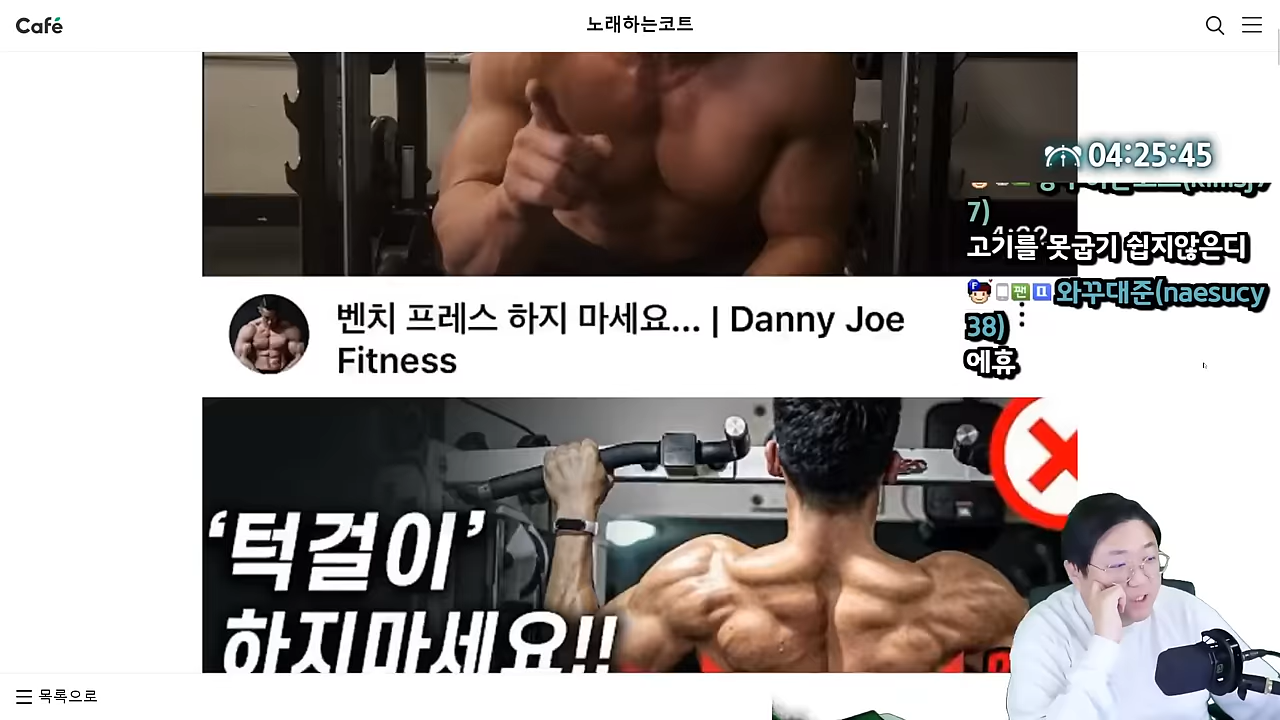 Café
노래하는코트
04:25:45
7)
고기를 못굽기 쉽지않은디
와꾸대준(naesucy
38)
에휴
벤치 프레스 하지 마세요... | Danny Joe
Fitness
‘턱걸이’
하지마세요!!
목록으로